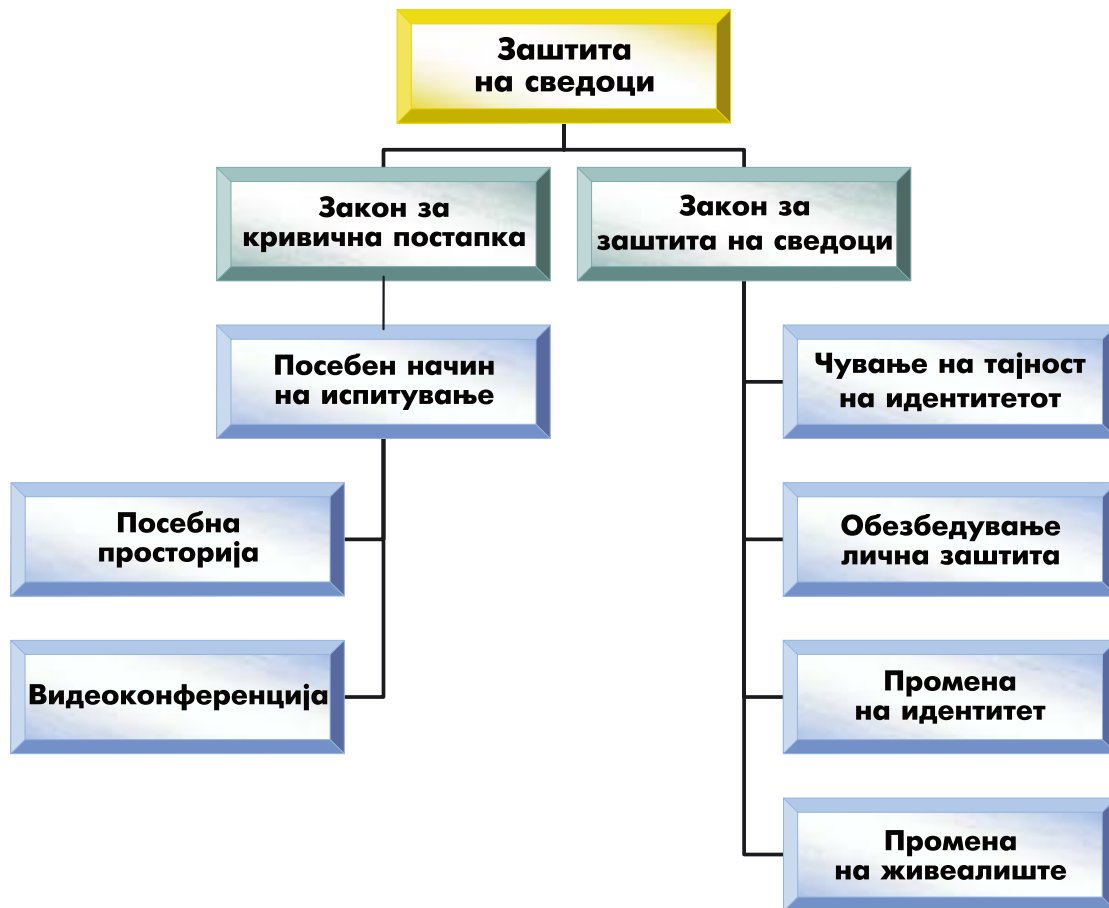 Заштита
на сведоци
Закон за
кривична постапка
Закон за
заштита на сведоци
Посебен начин
на испитување
Посебна
просторија
Видеоконференција
Чување на тајност
на идентитетот
Обезбедување
лична заштита
Промена
на идентитет
Промена
на живеалиште